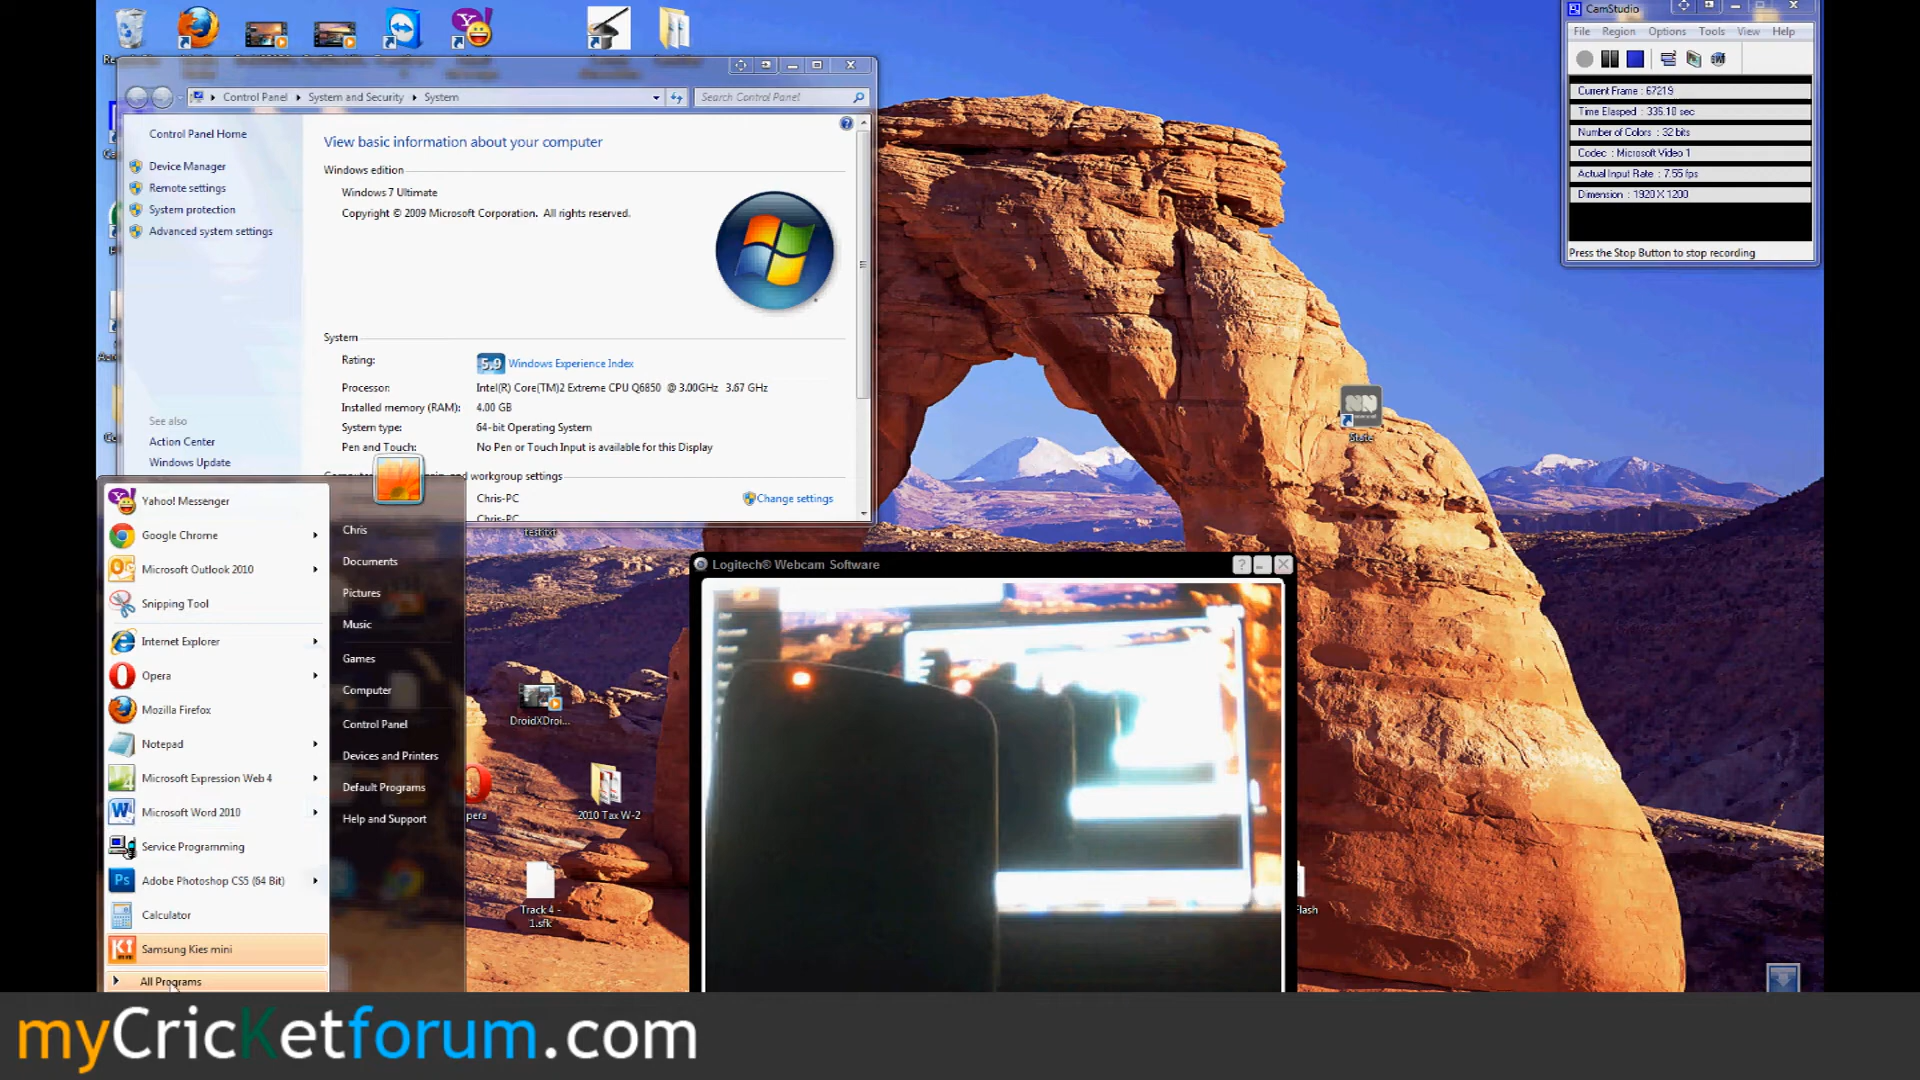 CamStudio
File Region Options Tools View Help
Current Frame : 67219
Time Elasped : 336.10 sec
Number of Colors : 32 bits
Codec : Microsoft Video 1
Actual Input Rate : 7.55 fps
Dimension : 1920 X 1200
Press the Stop Button to stop recording
Control Panel System and Security System
Search Control Panel
Control Panel Home
Device Manager
Remote settings
System protection
Advanced system settings
See also
Action Center
Windows Update
View basic information about your computer
Windows edition
Windows 7 Ultimate
Copyright © 2009 Microsoft Corporation. All rights reserved.
System
Rating: 5.9 Windows Experience Index
Processor: Intel(R) Core(TM)2 Extreme CPU Q6850 @ 3.00GHz 3.67 GHz
Installed memory (RAM): 4.00 GB
System type: 64-bit Operating System
Pen and Touch: No Pen or Touch Input is available for this Display
and workgroup settings
Chris-PC
Change settings
Chris-PC
Yahoo! Messenger
Google Chrome
Microsoft Outlook 2010
Snipping Tool
Internet Explorer
Opera
Mozilla Firefox
Notepad
Microsoft Expression Web 4
Microsoft Word 2010
Service Programming
Adobe Photoshop CS5 (64 Bit)
Calculator
Samsung Kies mini
All Programs
Chris
Documents
Pictures
Music
Games
Computer
Control Panel
Devices and Printers
Default Programs
Help and Support
DroidXDroi...
pera
2010 Tax W-2
Track 4 -
1.sfk
Logitech® Webcam Software
Flash
myCricKetforum.com